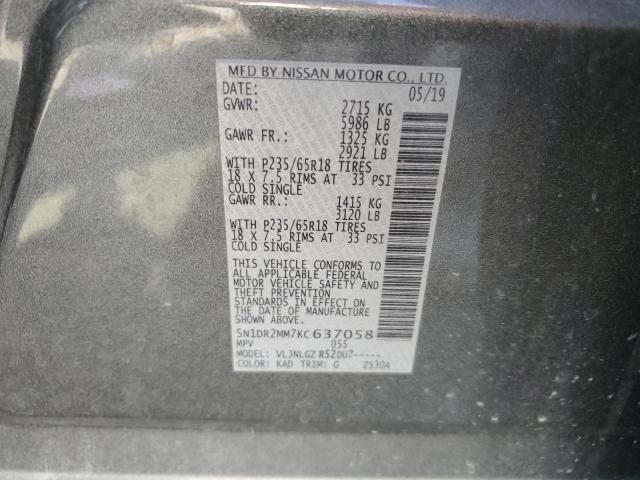 MFD BY NISSAN MOTOR CO., LTD.
DATE: 05/19
GVWR: 2715 KG
5986 LB
GAWR FR.: 1325 KG
2921 LB
WITH P235/65R18 TIRES
18 X 7.5 RIMS AT 33 PSI
COLD SINGLE
GAWR RR.: 1415 KG
3120 LB
WITH P235/65R18 TIRES
18 X 7.5 RIMS AT 33 PSI
COLD SINGLE
THIS VEHICLE CONFORMS TO
ALL APPLICABLE FEDERAL
MOTOR VEHICLE SAFETY AND
THEFT PREVENTION
STANDARDS IN EFFECT ON
THE DATE OF MANUFACTURE
SHOWN ABOVE.
5N1DR2MM7KC637058
MPV 055
MODEL: VLJNLGZ R52DU7-----
COLOR: KAD TRIM: G ZS30A